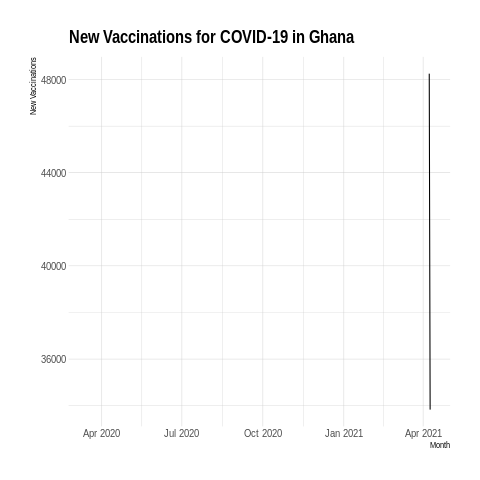 New Vaccinations for COVID-19 in Ghana
New Vaccinations
48000
44000
40000
36000
Apr 2020 Jul 2020 Oct 2020 Jan 2021 Apr 2021
Month